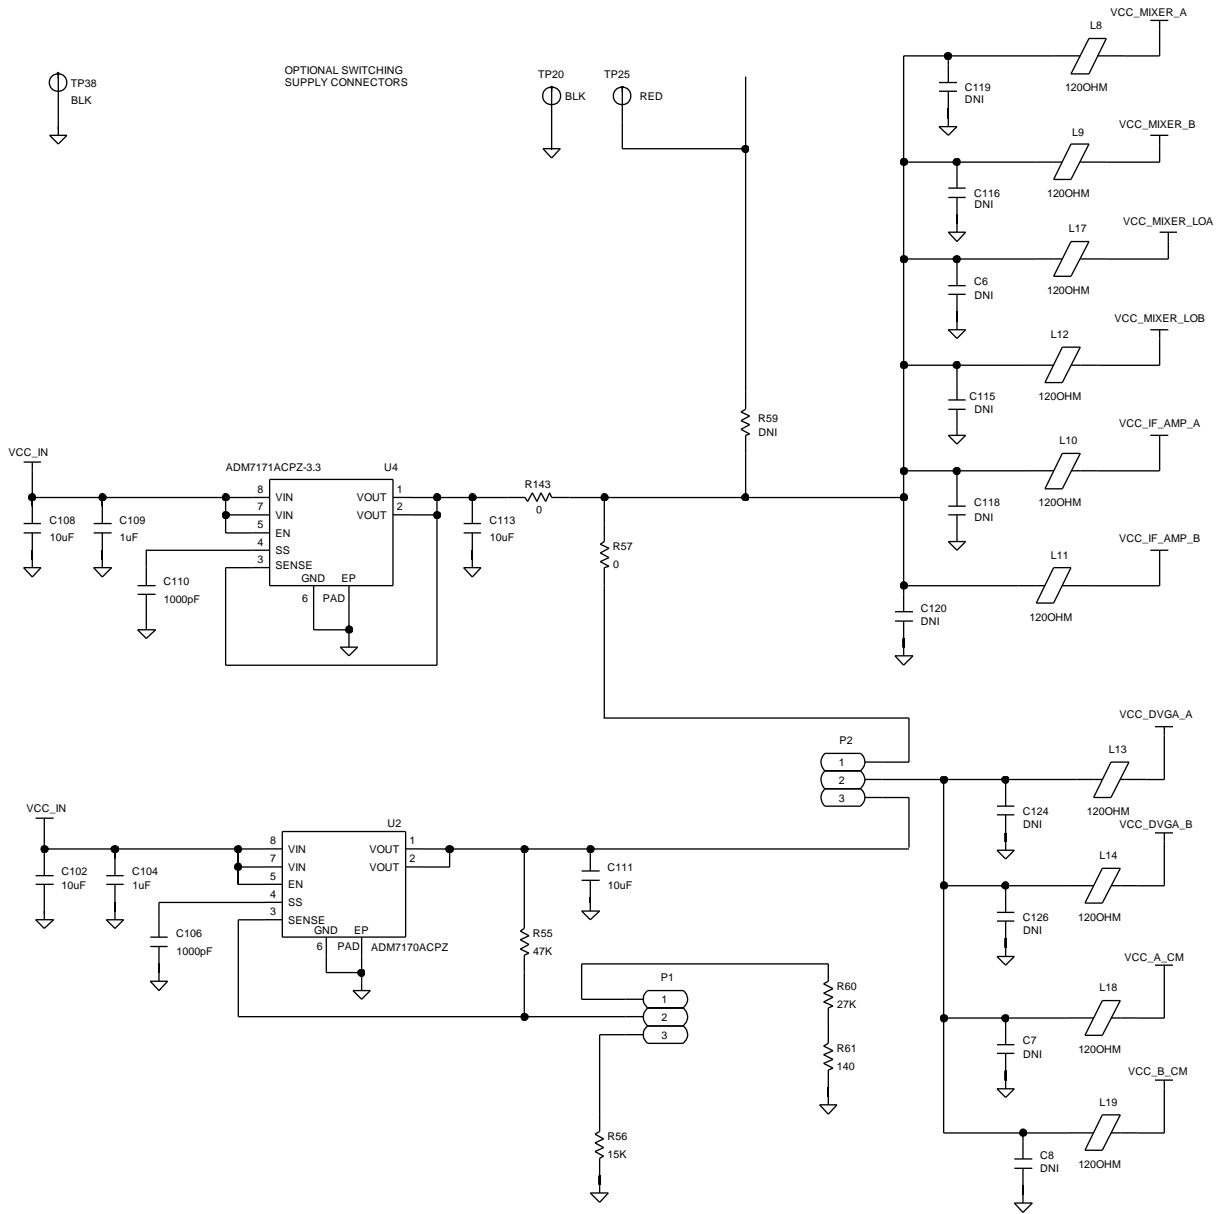 TP38
BLK
OPTIONAL SWITCHING
SUPPLY CONNECTORS
TP20
BLK
TP25
RED
R59
DNI
L8
VCC_MIXER_A
C119
DNI
120OHM
L9
VCC_MIXER_B
C116
DNI
120OHM
L17
VCC_MIXER_LOA
C6
DNI
120OHM
L12
VCC_MIXER_LOB
C115
DNI
120OHM
L10
VCC_IF_AMP_A
C118
DNI
120OHM
L11
VCC_IF_AMP_B
C120
DNI
120OHM
VCC_IN
C108
10uF
C109
1uF
C110
1000pF
ADM7171ACPZ-3.3
U4
8 VIN
7 VIN
5 EN
4 SS
3 SENSE
VOUT 1
VOUT 2
GND EP
6 PAD
C113
10uF
R143
0
R57
0
P2
1
2
3
L13
VCC_DVGA_A
C124
DNI
120OHM
L14
VCC_DVGA_B
C126
DNI
120OHM
L18
VCC_A_CM
C7
DNI
120OHM
L19
VCC_B_CM
C8
DNI
120OHM
VCC_IN
C102
10uF
C104
1uF
C106
1000pF
U2
8 VIN
7 VIN
5 EN
4 SS
3 SENSE
VOUT 1
VOUT 2
GND EP
6 PAD
ADM7170ACPZ
C111
10uF
R55
47K
P1
1
2
3
R60
27K
R61
140
R56
15K